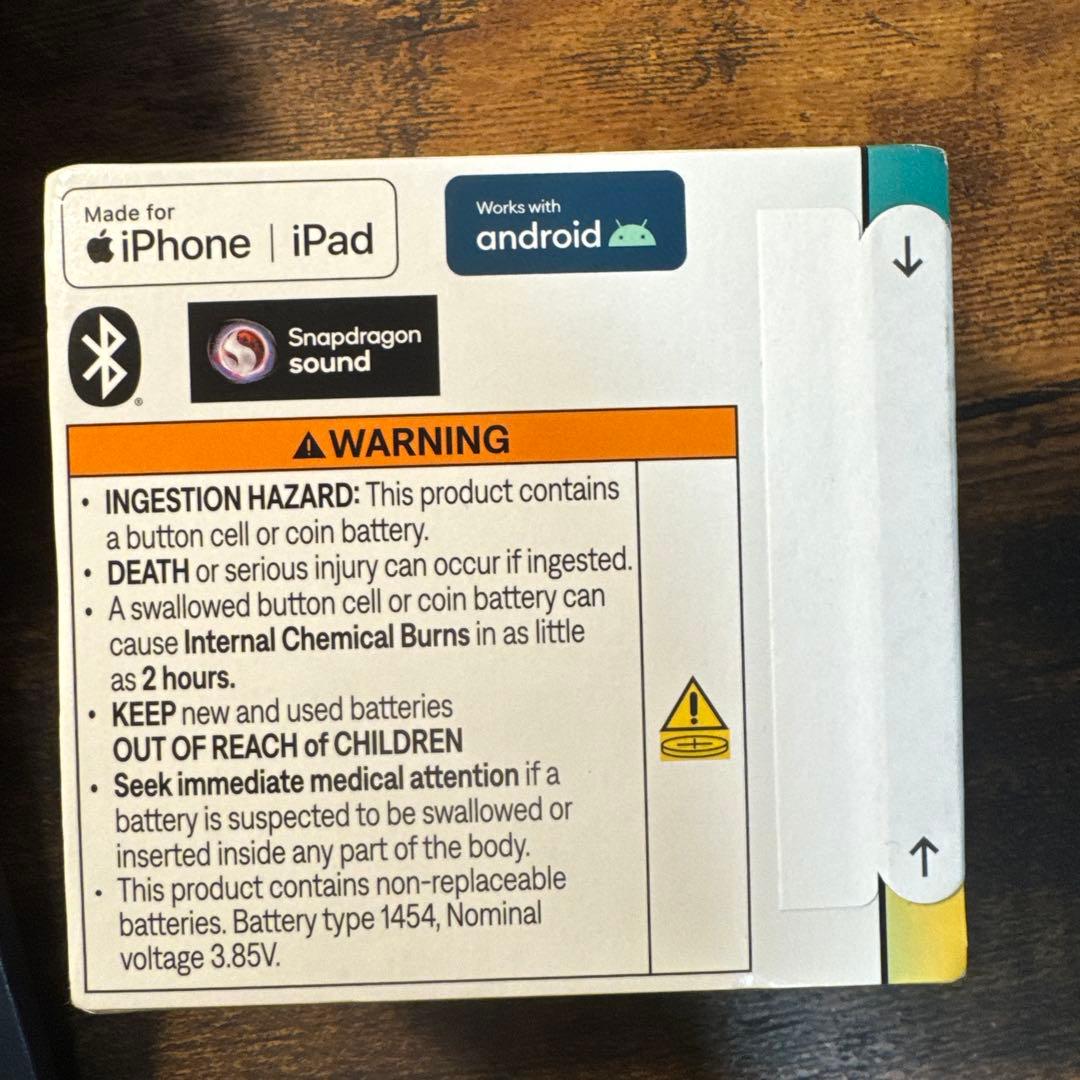 Made for
iPhone | iPad
Works with
android
®
Snapdragon
sound
WARNING
• INGESTION HAZARD: This product contains
a button cell or coin battery.
• DEATH or serious injury can occur if ingested.
• A swallowed button cell or coin battery can
cause Internal Chemical Burns in as little
as 2 hours.
• KEEP new and used batteries
OUT OF REACH of CHILDREN
• Seek immediate medical attention if a
battery is suspected to be swallowed or
inserted inside any part of the body.
• This product contains non-replaceable
batteries. Battery type 1454, Nominal
voltage 3.85V.